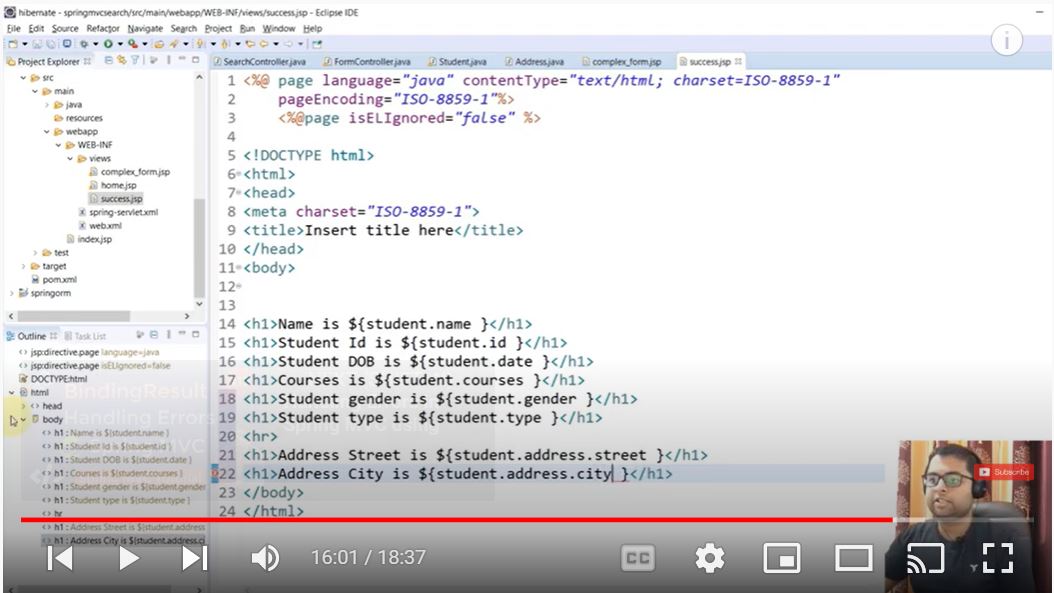 hibernate - springmvcsearch/src/main/webapp/WEB-INF/views/success.jsp - Eclipse IDE
File Edit Source Refactor Navigate Search Project Run Window Help
Project Explorer
src
main
java
resources
webapp
WEB-INF
views
complex_form.jsp
home.jsp
success.jsp
spring-servlet.xml
web.xml
index.jsp
test
target
pom.xml
springorm
Outline Task List
jsp:directive.page language=java
jsp:directive.page isELIgnored=false
DOCTYPE:html
html
head
body
h1 : Name is ${student.name }
h1 : Student Id is ${student.id }
h1 : Student DOB is ${student.date }
h1 : Courses is ${student.courses }
h1 : Student gender is ${student.gender }
h1 : Student type is ${student.type }
hr
h1 : Address Street is ${student.address
h1 : Address City is ${student.address.ci
BindingResult
Handling Errors
SearchController.java FormController.java Student.java Address.java complex_form.jsp success.jsp
1 <%@ page language="java" contentType="text/html; charset=ISO-8859-1"
2 pageEncoding="ISO-8859-1"%>
3 <%@page isELIgnored="false" %>
4
5 <!DOCTYPE html>
6 <html>
7 <head>
8 <meta charset="ISO-8859-1">
9 <title>Insert title here</title>
10 </head>
11 <body>
12
13
14 <h1>Name is ${student.name }</h1>
15 <h1>Student Id is ${student.id }</h1>
16 <h1>Student DOB is ${student.date }</h1>
17 <h1>Courses is ${student.courses }</h1>
18 <h1>Student gender is ${student.gender }</h1>
19 <h1>Student type is ${student.type }</h1>
20 <hr>
21 <h1>Address Street is ${student.address.street }</h1>
22 <h1>Address City is ${student.address.city }</h1>
23 </body>
24 </html>
Subscribe
16:01 / 18:37
CC